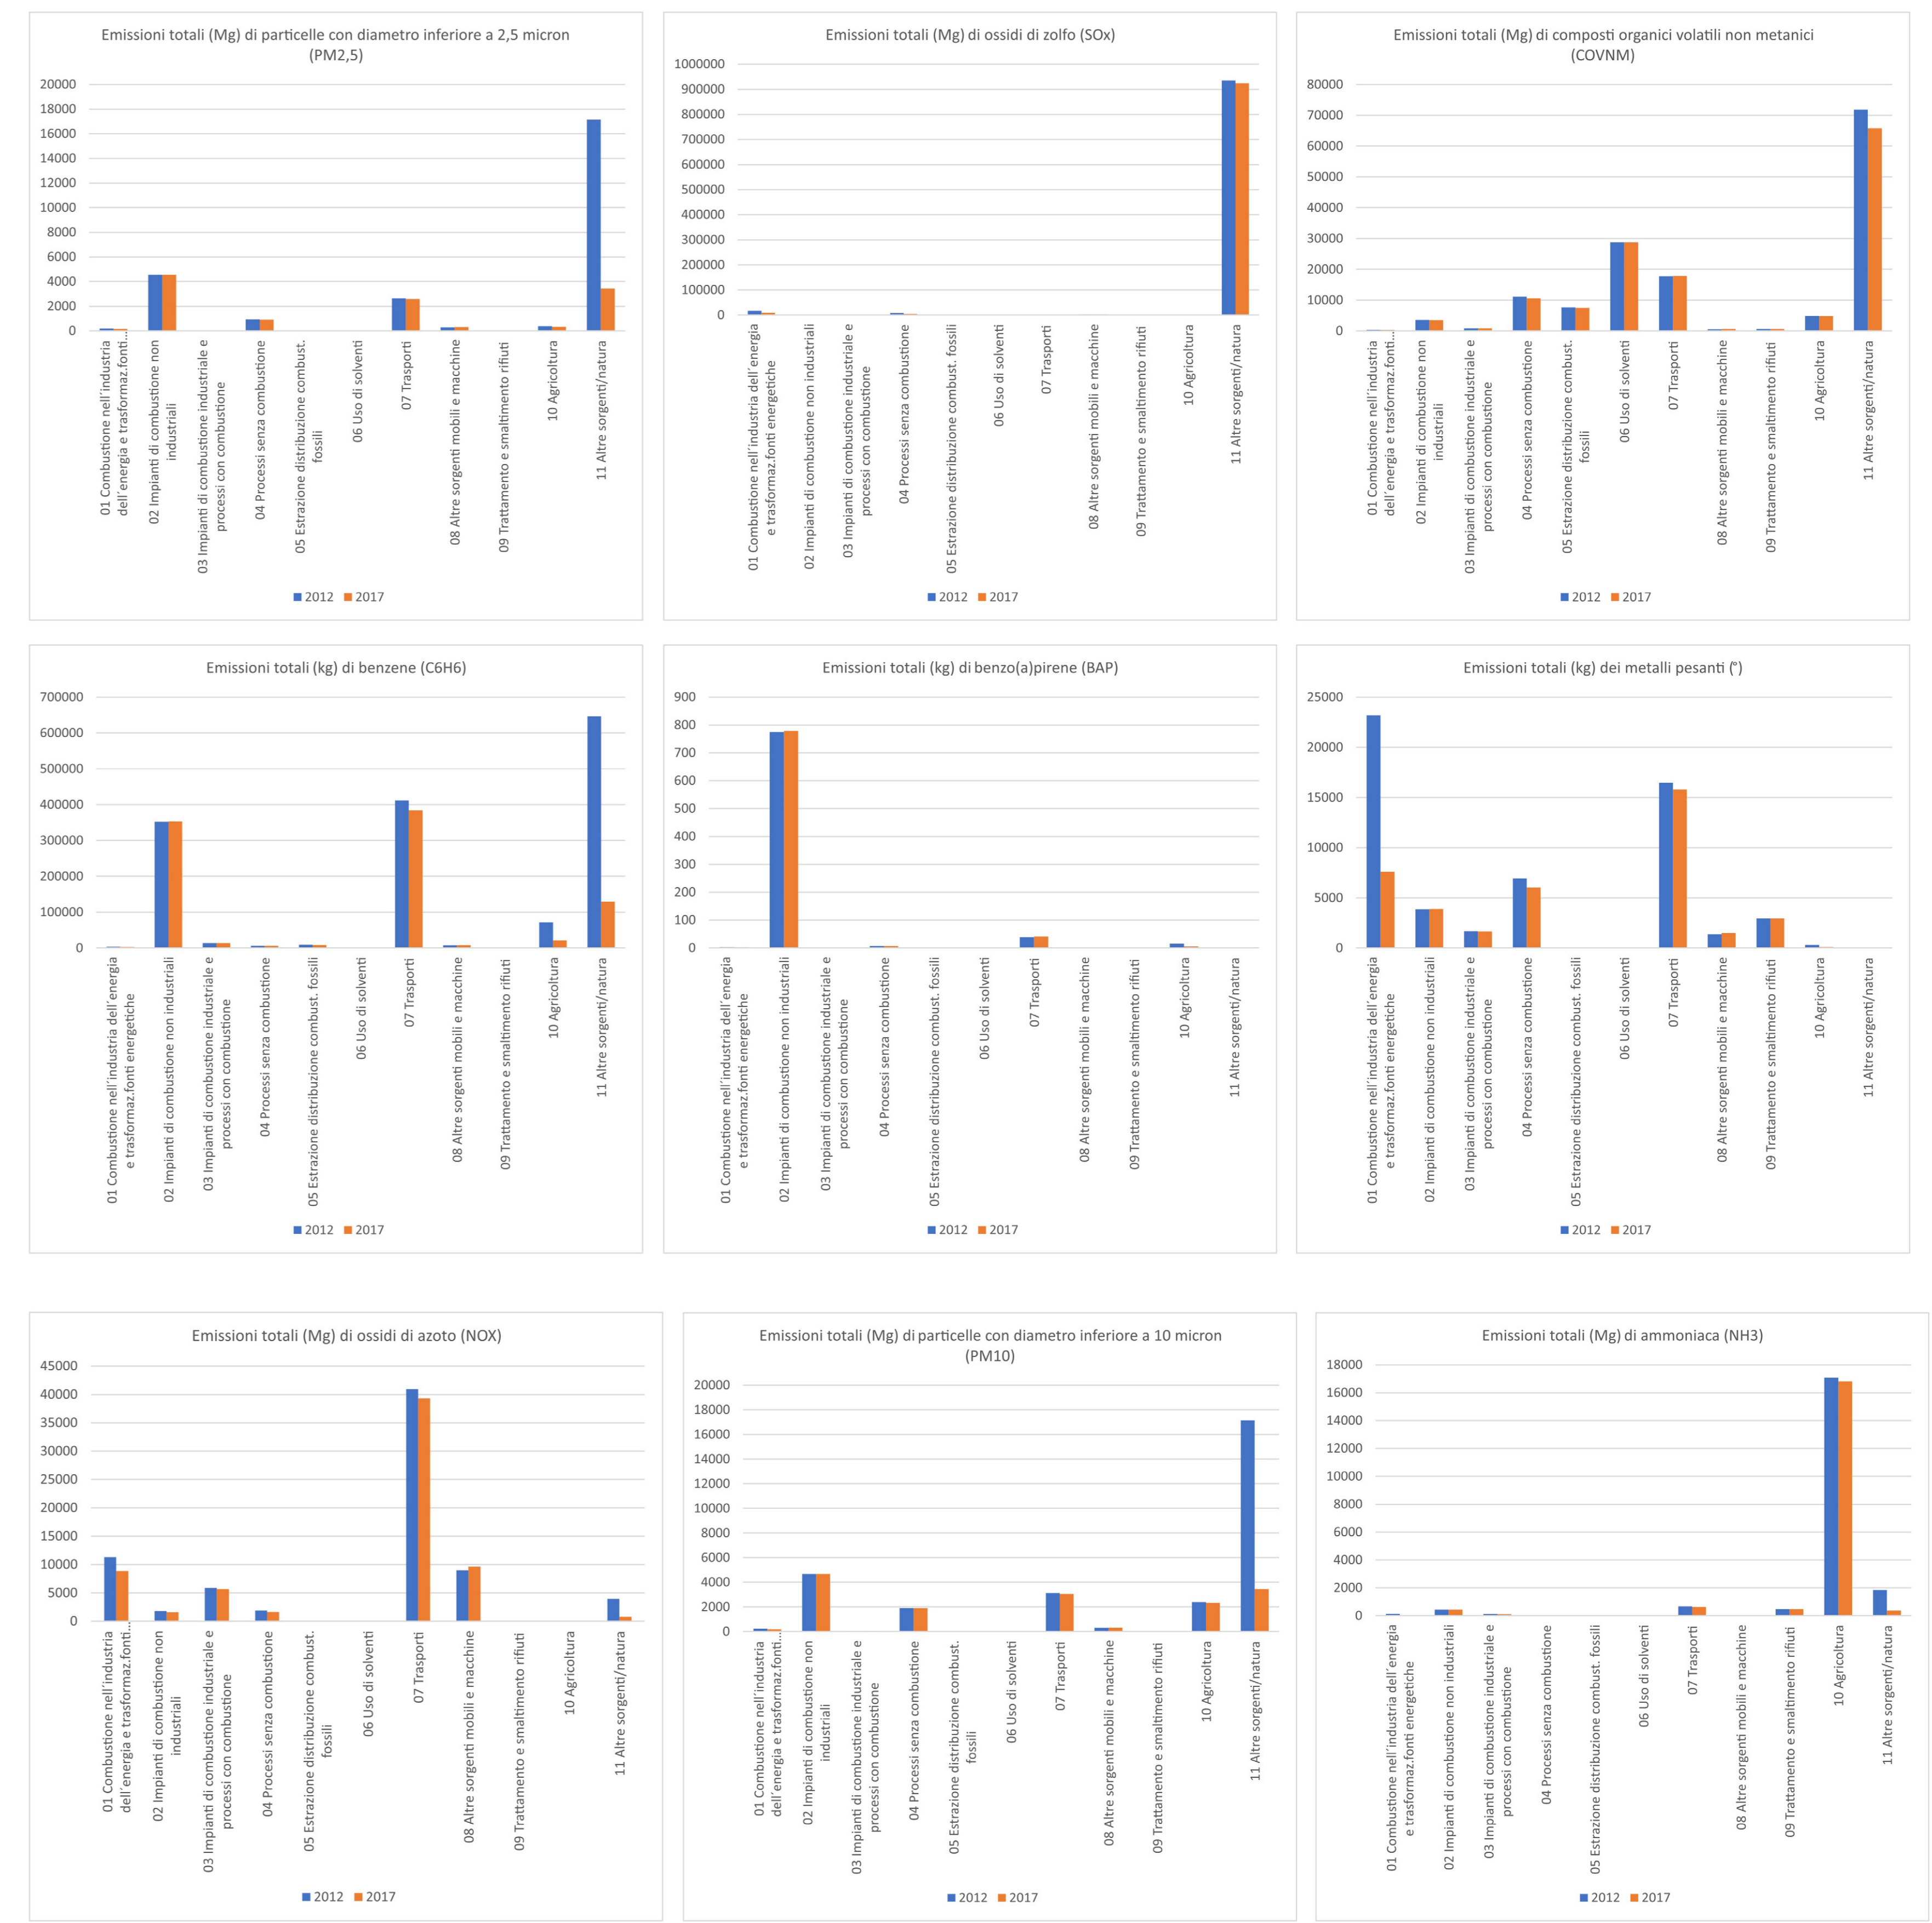 Emissioni totali (Mg) di particelle con diametro inferiore a 2,5 micron
(PM2,5)
20000
18000
16000
14000
12000
10000
8000
6000
4000
2000
0
01 Combustione nell´industria
dell´energia e trasformaz.fonti…
02 Impianti di combustione non
industriali
03 Impianti di combustione industriale e
processi con combustione
04 Processi senza combustione
05 Estrazione distribuzione combust.
fossili
06 Uso di solventi
07 Trasporti
08 Altre sorgenti mobili e macchine
09 Trattamento e smaltimento rifiuti
10 Agricoltura
11 Altre sorgenti/natura
2012 2017
Emissioni totali (Mg) di ossidi di zolfo (SOx)
1000000
900000
800000
700000
600000
500000
400000
300000
200000
100000
0
01 Combustione nell´industria dell´energia
e trasformaz.fonti energetiche
02 Impianti di combustione non industriali
03 Impianti di combustione industriale e
processi con combustione
04 Processi senza combustione
05 Estrazione distribuzione combust. fossili
06 Uso di solventi
07 Trasporti
08 Altre sorgenti mobili e macchine
09 Trattamento e smaltimento rifiuti
10 Agricoltura
11 Altre sorgenti/natura
2012 2017
Emissioni totali (Mg) di composti organici volatili non metanici
(COVNM)
80000
70000
60000
50000
40000
30000
20000
10000
0
01 Combustione nell´industria
dell´energia e trasformaz.fonti…
02 Impianti di combustione non
industriali
03 Impianti di combustione industriale e
processi con combustione
04 Processi senza combustione
05 Estrazione distribuzione combust.
fossili
06 Uso di solventi
07 Trasporti
08 Altre sorgenti mobili e macchine
09 Trattamento e smaltimento rifiuti
10 Agricoltura
11 Altre sorgenti/natura
2012 2017
Emissioni totali (kg) di benzene (C6H6)
700000
600000
500000
400000
300000
200000
100000
0
01 Combustione nell´industria dell´energia
e trasformaz.fonti energetiche
02 Impianti di combustione non industriali
03 Impianti di combustione industriale e
processi con combustione
04 Processi senza combustione
05 Estrazione distribuzione combust. fossili
06 Uso di solventi
07 Trasporti
08 Altre sorgenti mobili e macchine
09 Trattamento e smaltimento rifiuti
10 Agricoltura
11 Altre sorgenti/natura
2012 2017
Emissioni totali (kg) di benzo(a)pirene (BAP)
900
800
700
600
500
400
300
200
100
0
01 Combustione nell´industria dell´energia
e trasformaz.fonti energetiche
02 Impianti di combustione non industriali
03 Impianti di combustione industriale e
processi con combustione
04 Processi senza combustione
05 Estrazione distribuzione combust. fossili
06 Uso di solventi
07 Trasporti
08 Altre sorgenti mobili e macchine
09 Trattamento e smaltimento rifiuti
10 Agricoltura
11 Altre sorgenti/natura
2012 2017
Emissioni totali (kg) dei metalli pesanti (°)
25000
20000
15000
10000
5000
0
01 Combustione nell´industria dell´energia
e trasformaz.fonti energetiche
02 Impianti di combustione non industriali
03 Impianti di combustione industriale e
processi con combustione
04 Processi senza combustione
05 Estrazione distribuzione combust. fossili
06 Uso di solventi
07 Trasporti
08 Altre sorgenti mobili e macchine
09 Trattamento e smaltimento rifiuti
10 Agricoltura
11 Altre sorgenti/natura
2012 2017
Emissioni totali (Mg) di ossidi di azoto (NOX)
45000
40000
35000
30000
25000
20000
15000
10000
5000
0
01 Combustione nell´industria
dell´energia e trasformaz.fonti…
02 Impianti di combustione non
industriali
03 Impianti di combustione industriale e
processi con combustione
04 Processi senza combustione
05 Estrazione distribuzione combust.
fossili
06 Uso di solventi
07 Trasporti
08 Altre sorgenti mobili e macchine
09 Trattamento e smaltimento rifiuti
10 Agricoltura
11 Altre sorgenti/natura
2012 2017
Emissioni totali (Mg) di particelle con diametro inferiore a 10 micron
(PM10)
20000
18000
16000
14000
12000
10000
8000
6000
4000
2000
0
01 Combustione nell´industria
dell´energia e trasformaz.fonti…
02 Impianti di combustione non
industriali
03 Impianti di combustione industriale e
processi con combustione
04 Processi senza combustione
05 Estrazione distribuzione combust.
fossili
06 Uso di solventi
07 Trasporti
08 Altre sorgenti mobili e macchine
09 Trattamento e smaltimento rifiuti
10 Agricoltura
11 Altre sorgenti/natura
2012 2017
Emissioni totali (Mg) di ammoniaca (NH3)
18000
16000
14000
12000
10000
8000
6000
4000
2000
0
01 Combustione nell´industria dell´energia
e trasformaz.fonti energetiche
02 Impianti di combustione non industriali
03 Impianti di combustione industriale e
processi con combustione
04 Processi senza combustione
05 Estrazione distribuzione combust. fossili
06 Uso di solventi
07 Trasporti
08 Altre sorgenti mobili e macchine
09 Trattamento e smaltimento rifiuti
10 Agricoltura
11 Altre sorgenti/natura
2012 2017